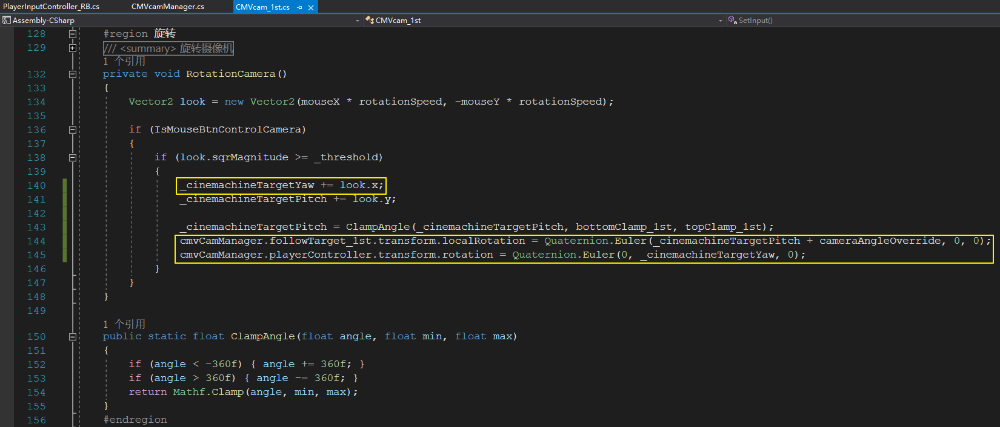 PlayerInputController_RB.cs CMVcamManager.cs CMVcam_1st.cs
Assembly-CSharp CMVcam_1st SetInput()
128 #region 旋转
129 /// <summary> 旋转摄像机
1 个引用
132 private void RotationCamera()
133 {
134 Vector2 look = new Vector2(mouseX * rotationSpeed, -mouseY * rotationSpeed);
135
136 if (IsMouseBtnControlCamera)
137 {
138 if (look.sqrMagnitude >= _threshold)
139 {
140 _cinemachineTargetYaw += look.x;
141 _cinemachineTargetPitch += look.y;
142
143 _cinemachineTargetPitch = ClampAngle(_cinemachineTargetPitch, bottomClamp_1st, topClamp_1st);
144 cmvCamManager.followTarget_1st.transform.localRotation = Quaternion.Euler(_cinemachineTargetPitch + cameraAngleOverride, 0, 0);
145 cmvCamManager.playerController.transform.rotation = Quaternion.Euler(0, _cinemachineTargetYaw, 0);
146 }
147 }
148 }
149
1 个引用
150 public static float ClampAngle(float angle, float min, float max)
151 {
152 if (angle < -360f) { angle += 360f; }
153 if (angle > 360f) { angle -= 360f; }
154 return Mathf.Clamp(angle, min, max);
155 }
156 #endregion